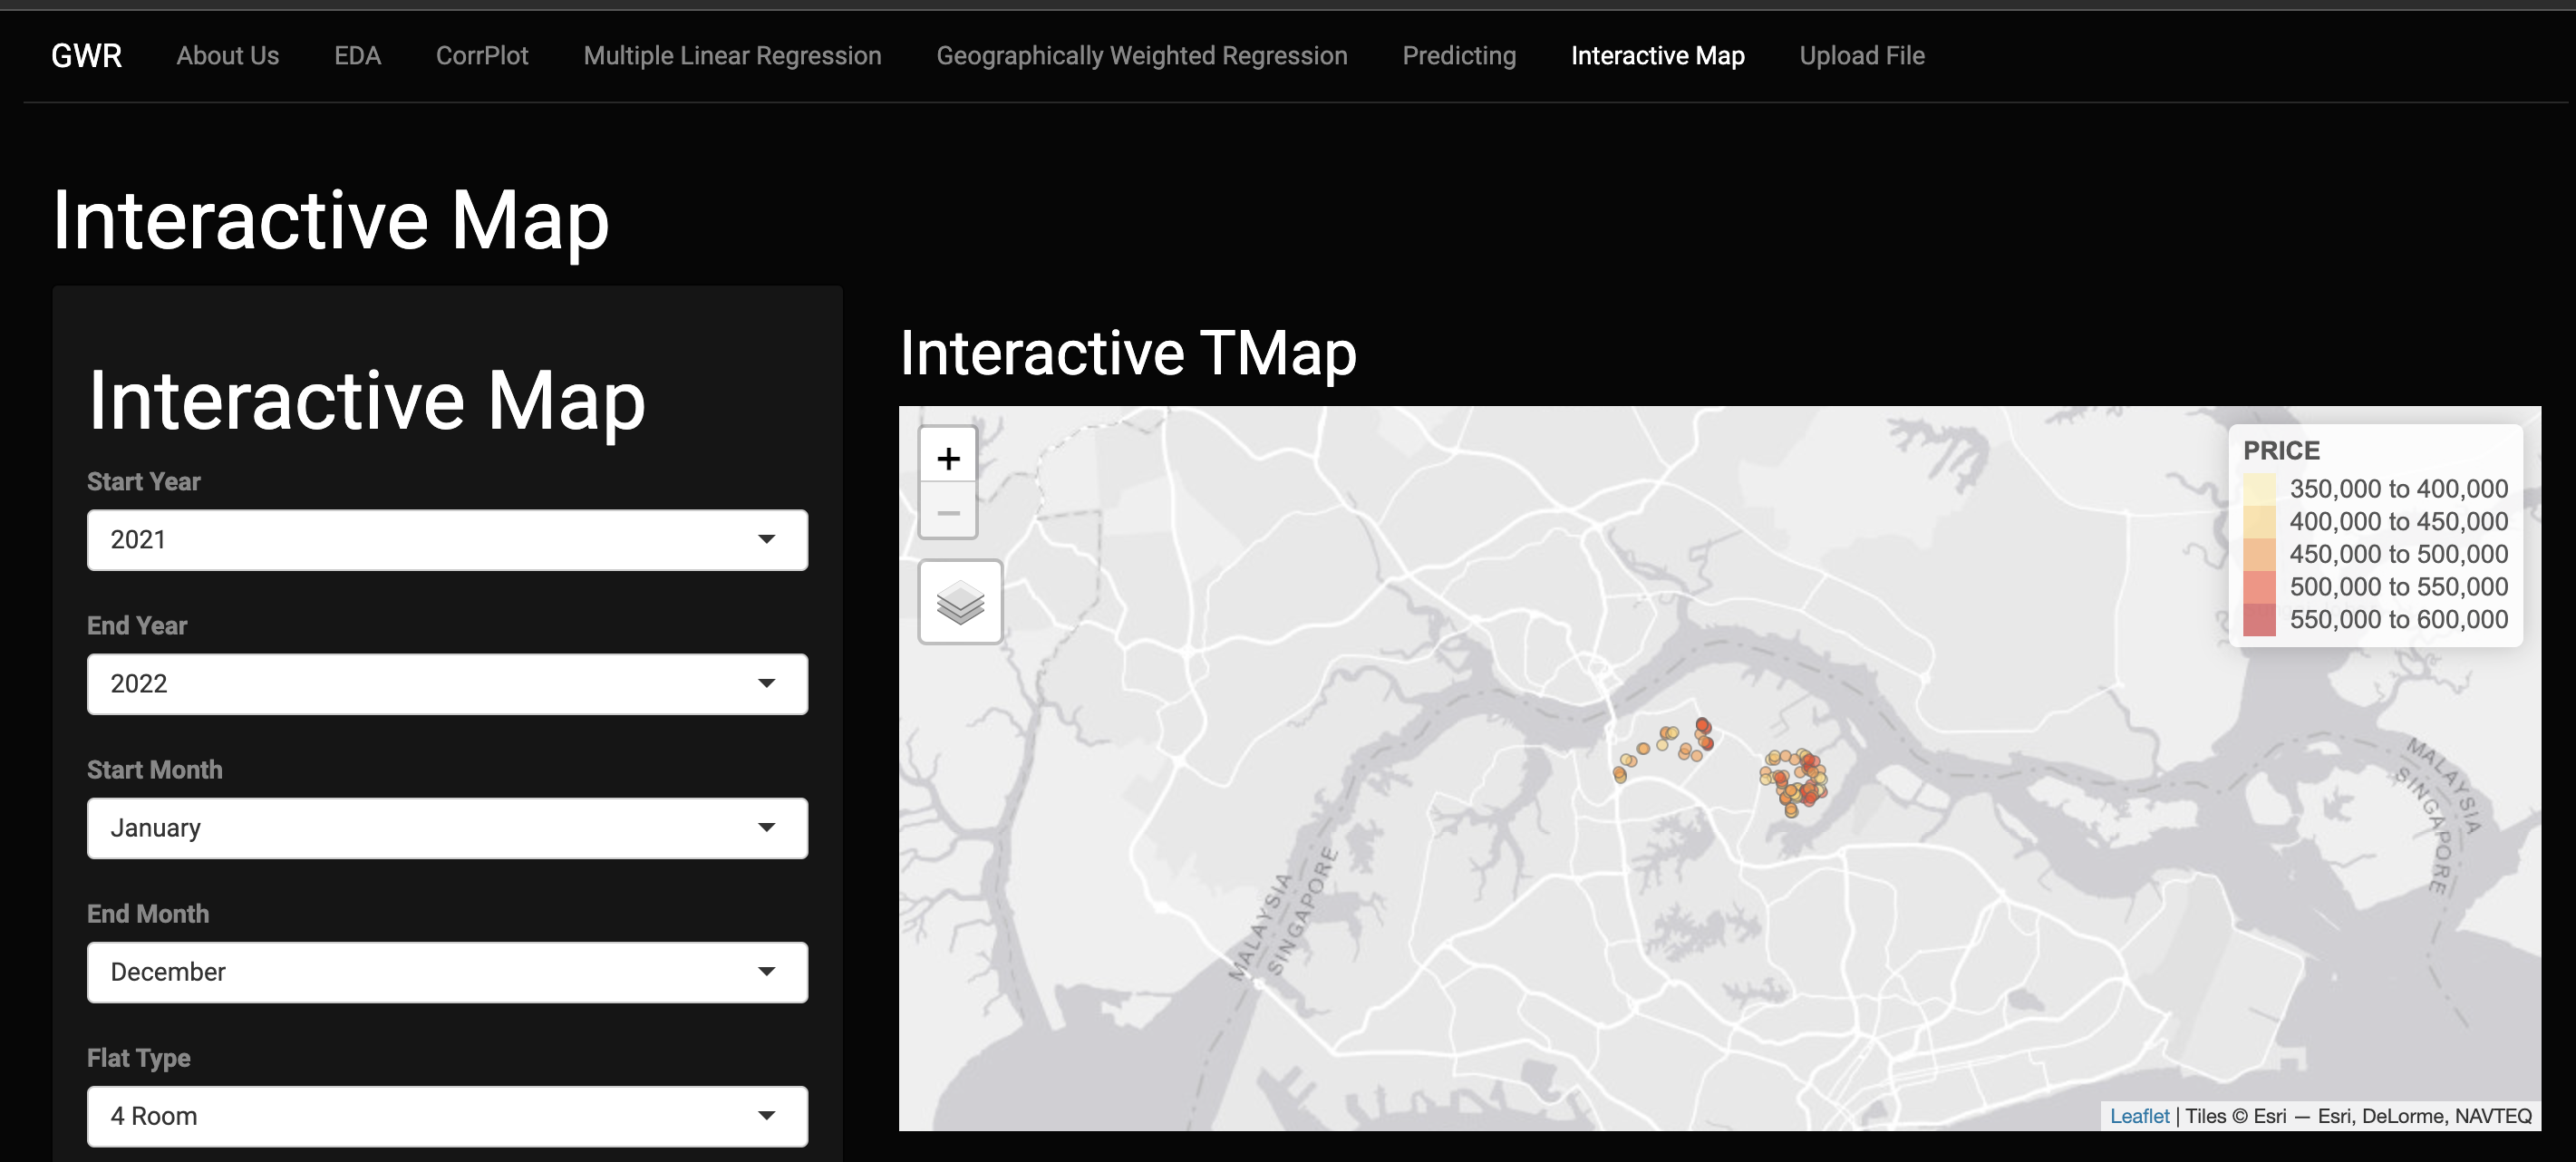 GWR About Us EDA CorrPlot Multiple Linear Regression Geographically Weighted Regression Predicting Interactive Map Upload File
Interactive Map
Interactive Map
Start Year
2021
End Year
2022
Start Month
January
End Month
December
Flat Type
4 Room
Interactive TMap
+
−
PRICE
350,000 to 400,000
400,000 to 450,000
450,000 to 500,000
500,000 to 550,000
550,000 to 600,000
MALAYSIA
SINGAPORE
MALAYSIA
SINGAPORE
Leaflet | Tiles © Esri — Esri, DeLorme, NAVTEQ